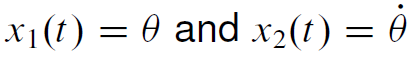 x₁(t) = θ and x₂(t) = θ̇